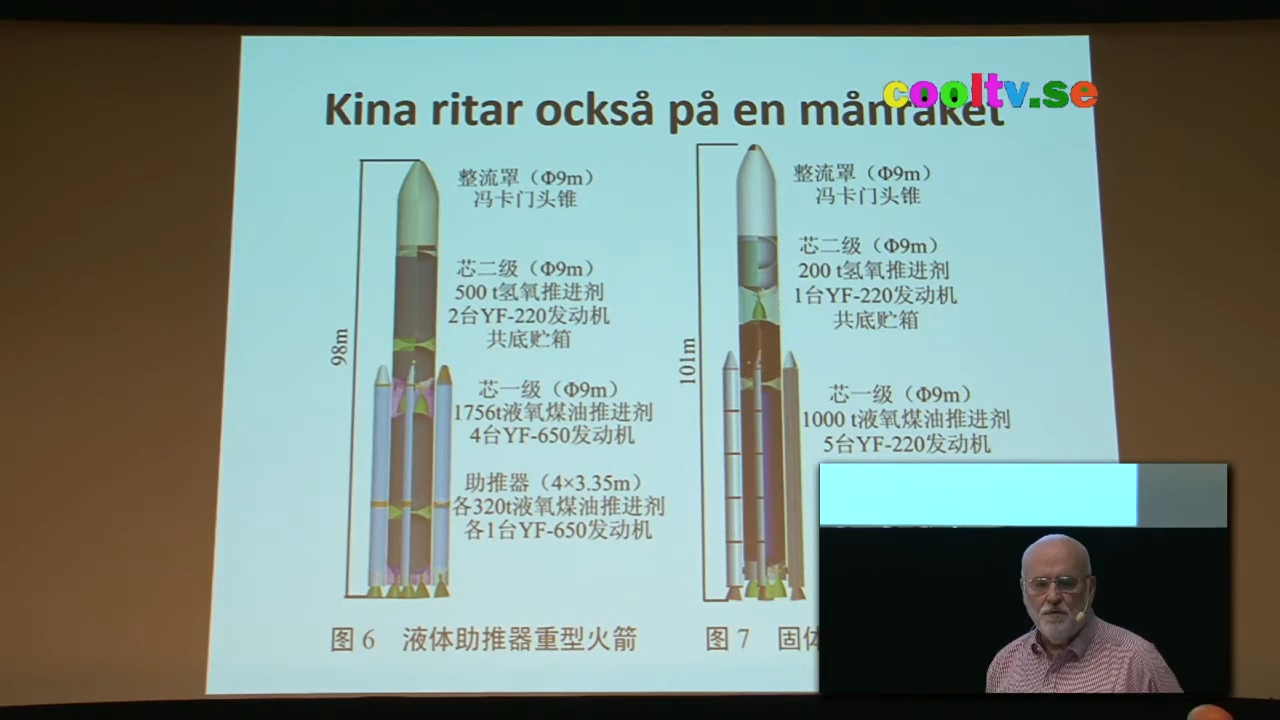 cooltv.se
Kina ritar också på en månraket
98m
整流罩（Φ9m）
冯卡门头锥
芯二级（Φ9m）
500 t氢氧推进剂
2台YF-220发动机
共底贮箱
芯一级（Φ9m）
1756t液氧煤油推进剂
4台YF-650发动机
助推器（4×3.35m）
各320t液氧煤油推进剂
各1台YF-650发动机
图 6 液体助推器重型火箭
101m
整流罩（Φ9m）
冯卡门头锥
芯二级（Φ9m）
200 t氢氧推进剂
1台YF-220发动机
共底贮箱
芯一级（Φ9m）
1000 t液氧煤油推进剂
5台YF-220发动机
图 7 固体